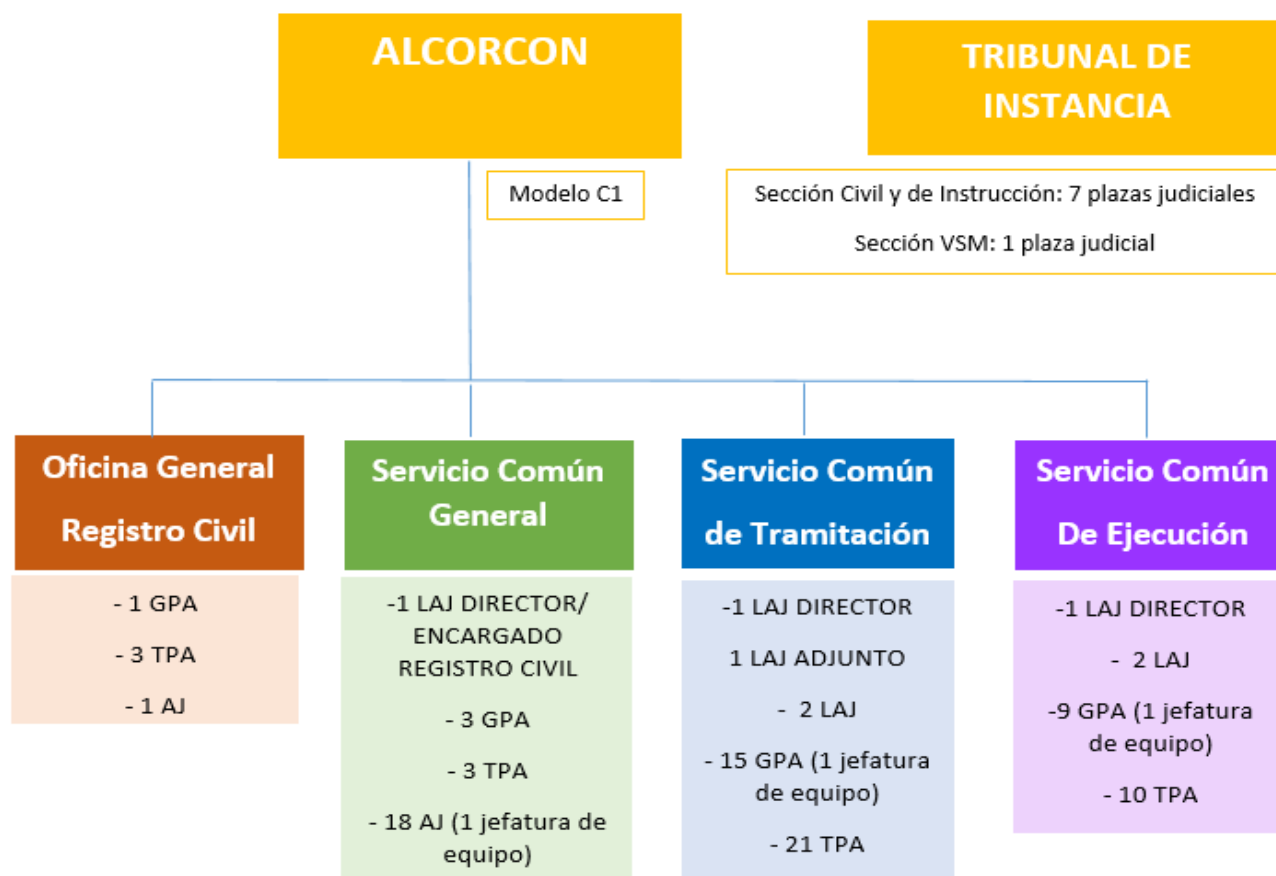 ALCORCON
TRIBUNAL DE
INSTANCIA
Modelo C1
Sección Civil y de Instrucción: 7 plazas judiciales
Sección VSM: 1 plaza judicial
Oficina General
Registro Civil
- 1 GPA
- 3 TPA
- 1 AJ
Servicio Común
General
-1 LAJ DIRECTOR/
ENCARGADO
REGISTRO CIVIL
- 3 GPA
- 3 TPA
- 18 AJ (1 jefatura de
equipo)
Servicio Común
de Tramitación
-1 LAJ DIRECTOR
1 LAJ ADJUNTO
- 2 LAJ
- 15 GPA (1 jefatura
de equipo)
- 21 TPA
Servicio Común
De Ejecución
-1 LAJ DIRECTOR
- 2 LAJ
-9 GPA (1 jefatura
de equipo)
- 10 TPA